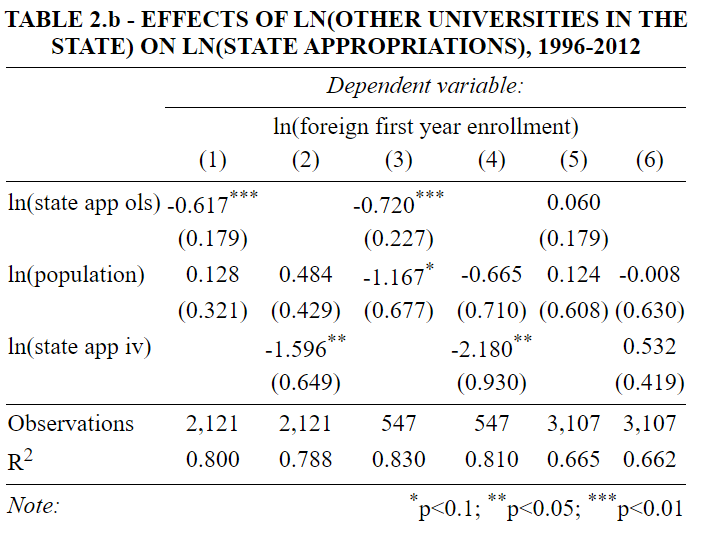 TABLE 2.b - EFFECTS OF LN(OTHER UNIVERSITIES IN THE
STATE) ON LN(STATE APPROPRIATIONS), 1996-2012
Dependent variable:
ln(foreign first year enrollment)
(1) (2) (3) (4) (5) (6)
ln(state app ols) -0.617*** -0.720*** 0.060
(0.179) (0.227) (0.179)
ln(population) 0.128 0.484 -1.167* -0.665 0.124 -0.008
(0.321) (0.429) (0.677) (0.710) (0.608) (0.630)
ln(state app iv) -1.596** -2.180** 0.532
(0.649) (0.930) (0.419)
Observations 2,121 2,121 547 547 3,107 3,107
R2 0.800 0.788 0.830 0.810 0.665 0.662
Note: *p<0.1; **p<0.05; ***p<0.01